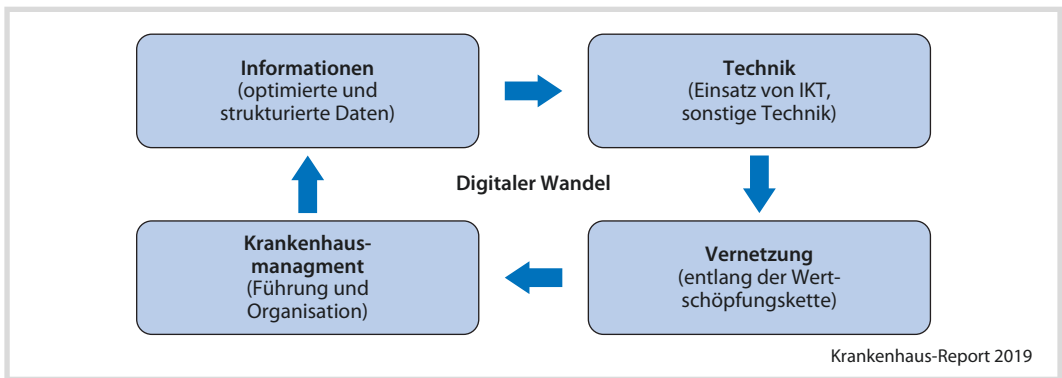 Informationen
(optimierte und
strukturierte Daten)
Technik
(Einsatz von IKT,
sonstige Technik)
Digitaler Wandel
Krankenhaus-
managment
(Führung und
Organisation)
Vernetzung
(entlang der Wert-
schöpfungskette)
Krankenhaus-Report 2019